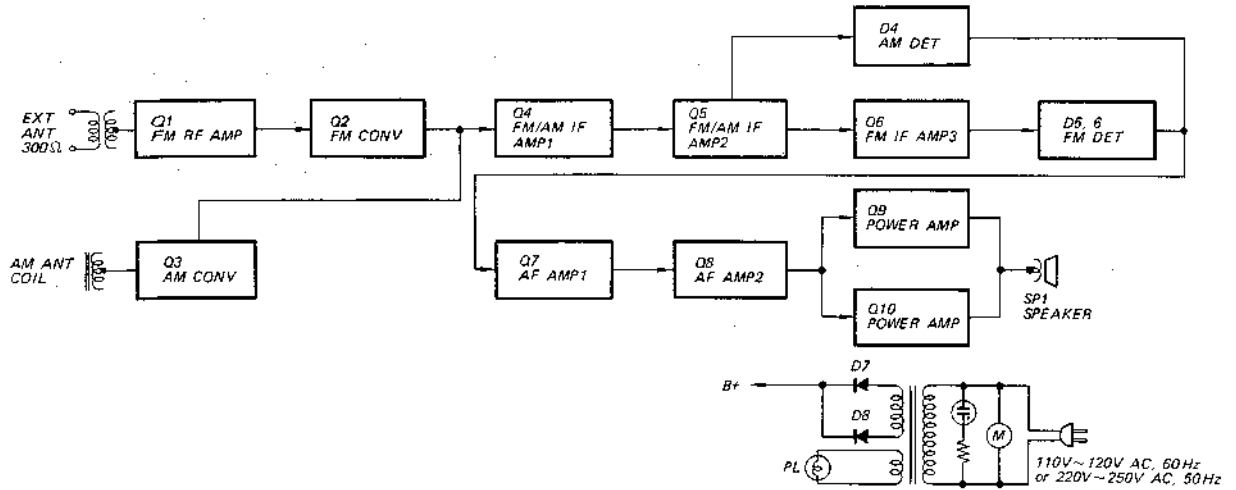 D4
AM DET
EXT
ANT
300Ω
Q1
FM RF AMP
Q2
FM CONV
Q4
FM/AM IF
AMP1
Q5
FM/AM IF
AMP2
Q6
FM IF AMP3
D5, 6
FM DET
AM ANT
COIL
Q3
AM CONV
Q7
AF AMP1
Q8
AF AMP2
Q9
POWER AMP
Q10
POWER AMP
SP1
SPEAKER
B+
D7
D8
PL
M
110V~120V AC, 60Hz
or 220V~250V AC, 50Hz